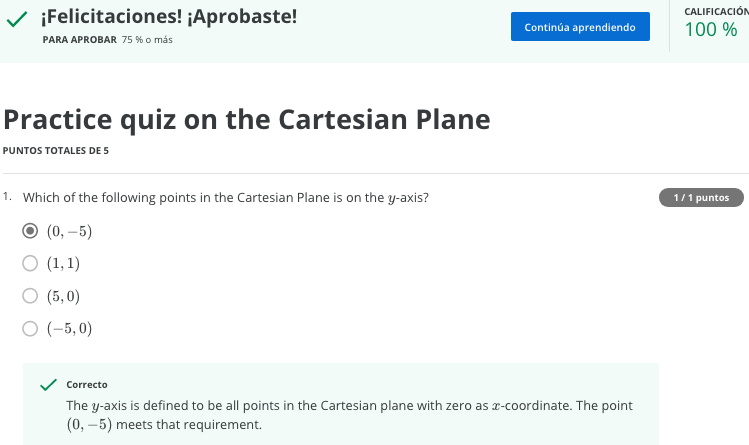 ¡Felicitaciones! ¡Aprobaste!
PARA APROBAR 75 % o más
Continúa aprendiendo
CALIFICACIÓN
100 %
Practice quiz on the Cartesian Plane
PUNTOS TOTALES DE 5
1. Which of the following points in the Cartesian Plane is on the y-axis?
1 / 1 puntos
(0, −5)
(1, 1)
(5, 0)
(−5, 0)
Correcto
The y-axis is defined to be all points in the Cartesian plane with zero as x-coordinate. The point
(0, −5) meets that requirement.